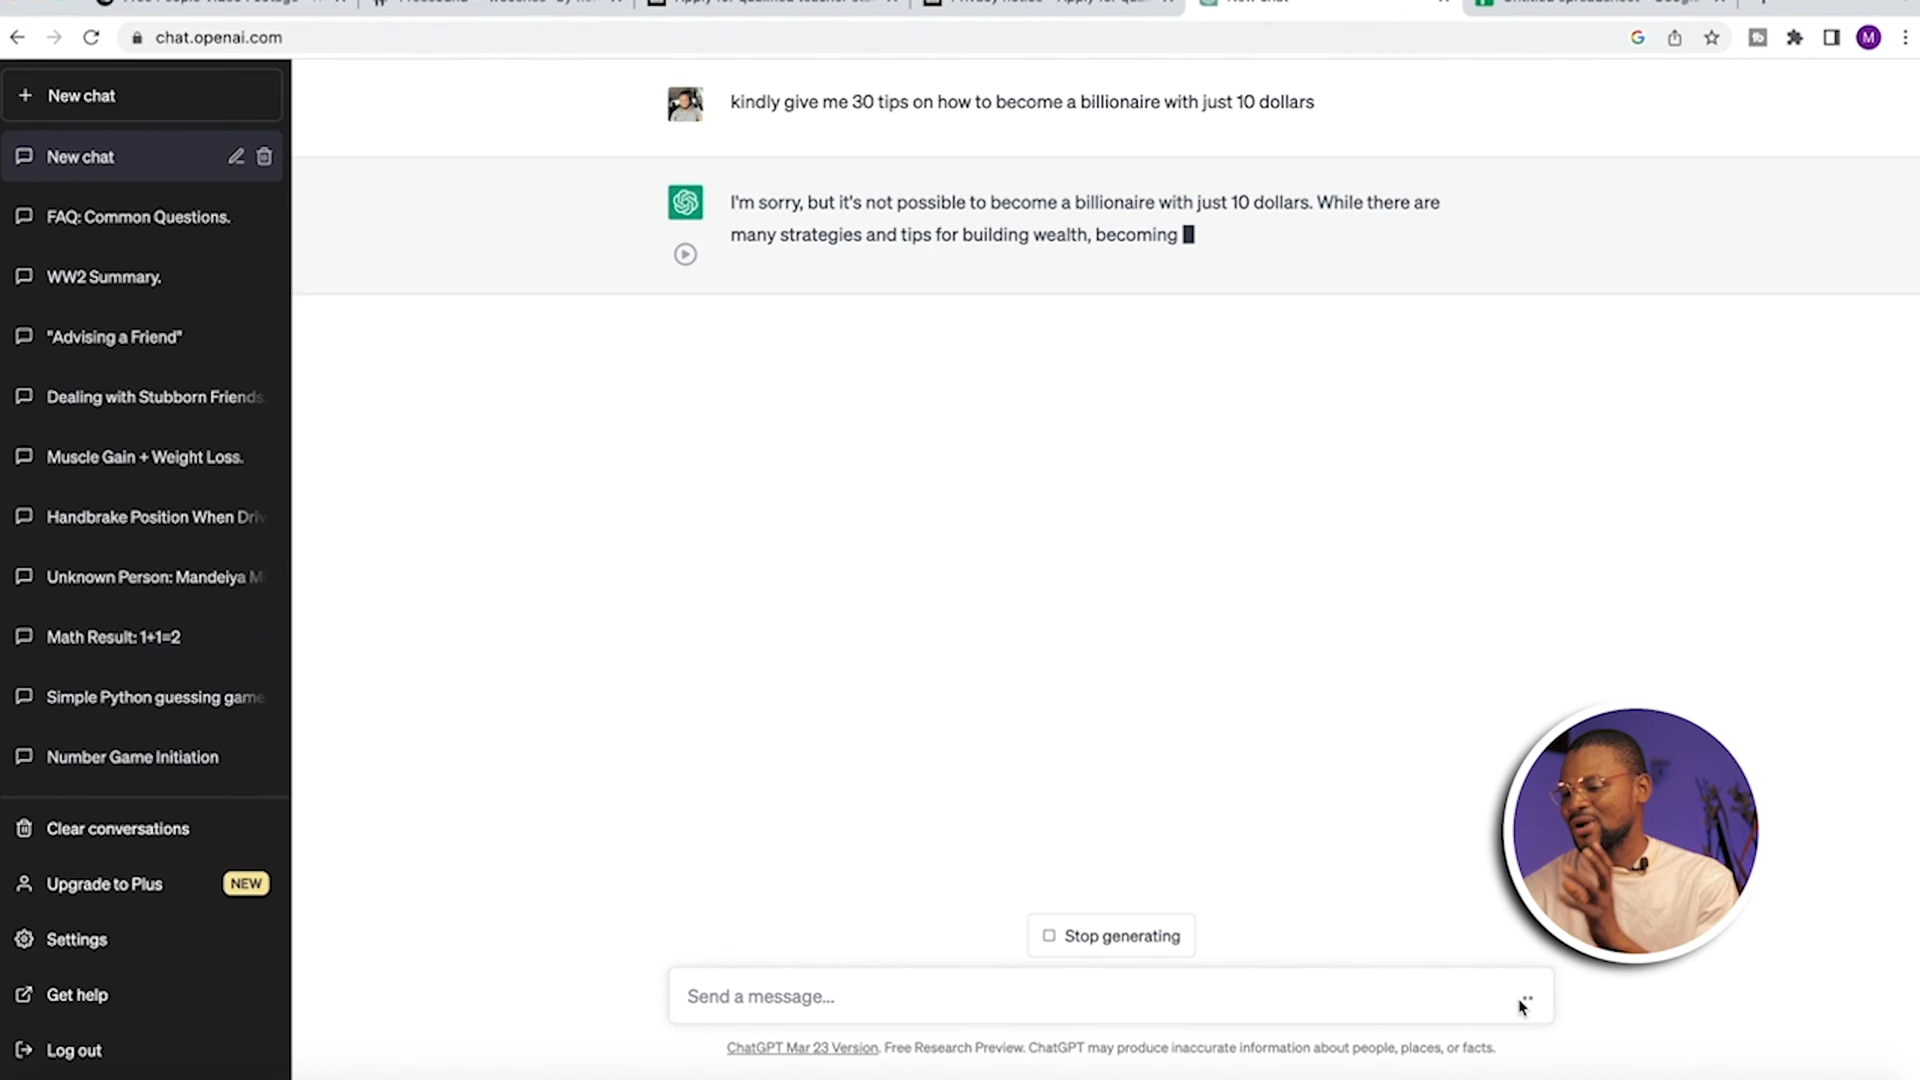 chat.openai.com
M
New chat
New chat
FAQ: Common Questions.
WW2 Summary.
"Advising a Friend"
Dealing with Stubborn Friends
Muscle Gain + Weight Loss.
Handbrake Position When Driv
Unknown Person: Mandeiya M
Math Result: 1+1=2
Simple Python guessing game
Number Game Initiation
Clear conversations
Upgrade to Plus NEW
Settings
Get help
Log out
kindly give me 30 tips on how to become a billionaire with just 10 dollars
I'm sorry, but it's not possible to become a billionaire with just 10 dollars. While there are
many strategies and tips for building wealth, becoming
Stop generating
Send a message...
ChatGPT Mar 23 Version. Free Research Preview. ChatGPT may produce inaccurate information about people, places, or facts.